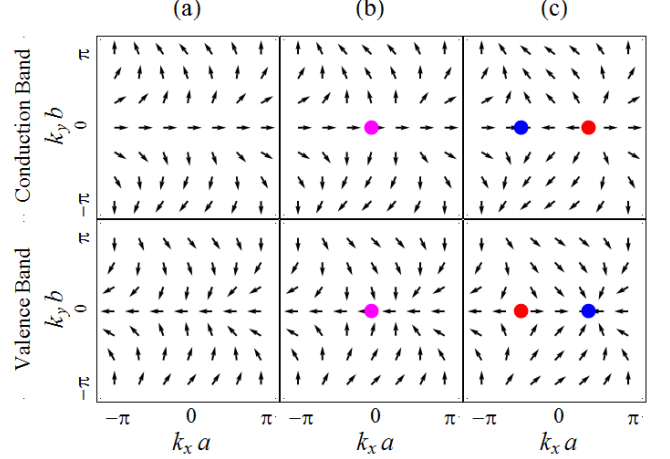 (a) (b) (c)
Conduction Band
k_y b
π
0
−π
Valence Band
k_y b
π
0
−π
−π 0 π −π 0 π −π 0 π
k_x a k_x a k_x a